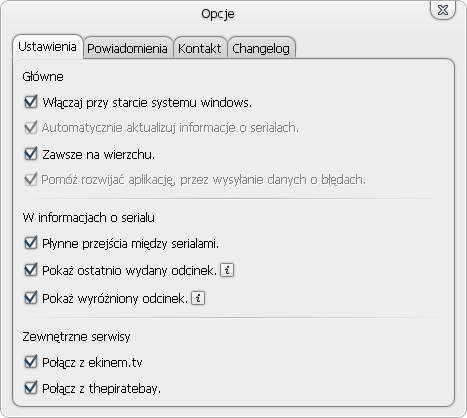 Opcje
Ustawienia Powiadomienia Kontakt Changelog
Główne
Włączaj przy starcie systemu windows.
Automatycznie aktualizuj informacje o serialach.
Zawsze na wierzchu.
Pomóż rozwijać aplikację, przez wysyłanie danych o błędach.
W informacjach o serialu
Płynne przejścia między serialami.
Pokaż ostatnio wydany odcinek. i
Pokaż wyróżniony odcinek. i
Zewnętrzne serwisy
Połącz z ekinem.tv
Połącz z thepiratebay.